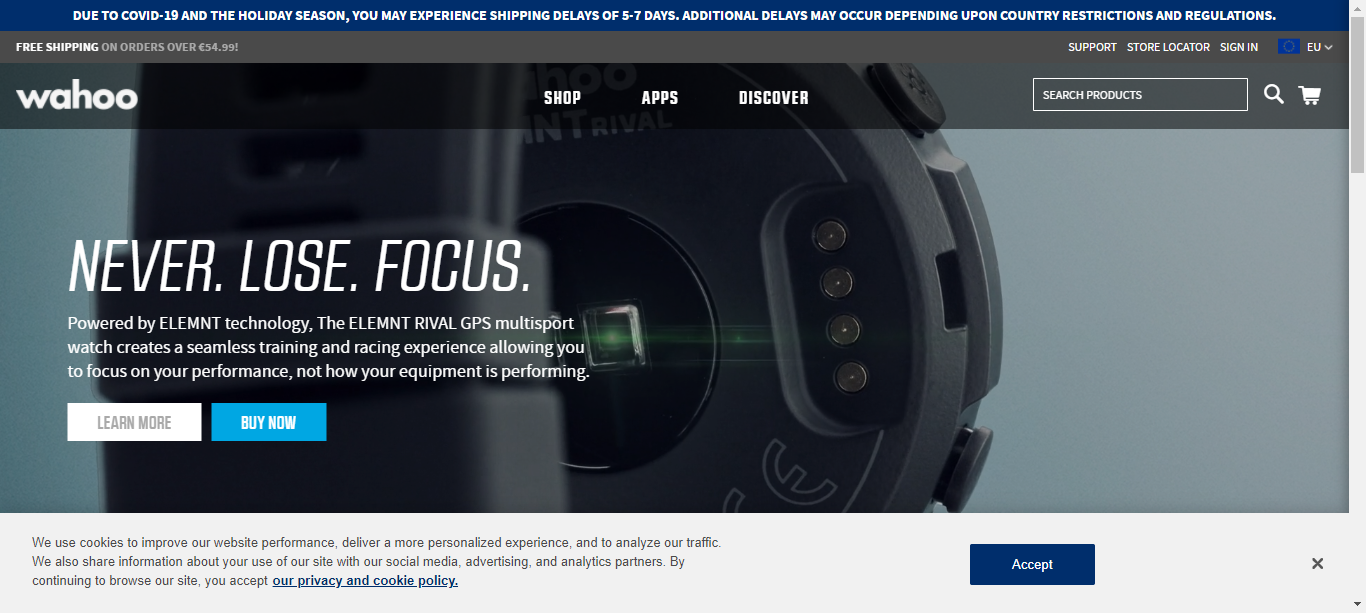 DUE TO COVID-19 AND THE HOLIDAY SEASON, YOU MAY EXPERIENCE SHIPPING DELAYS OF 5-7 DAYS. ADDITIONAL DELAYS MAY OCCUR DEPENDING UPON COUNTRY RESTRICTIONS AND REGULATIONS.
FREE SHIPPING ON ORDERS OVER €54.99! SUPPORT STORE LOCATOR SIGN IN EU
wahoo SHOP APPS DISCOVER SEARCH PRODUCTS
wahoo
ELEMNT RIVAL
NEVER. LOSE. FOCUS.
Powered by ELEMNT technology, The ELEMNT RIVAL GPS multisport
watch creates a seamless training and racing experience allowing you
to focus on your performance, not how your equipment is performing.
LEARN MORE BUY NOW
CE
We use cookies to improve our website performance, deliver a more personalized experience, and to analyze our traffic.
We also share information about your use of our site with our social media, advertising, and analytics partners. By
continuing to browse our site, you accept our privacy and cookie policy.
Accept